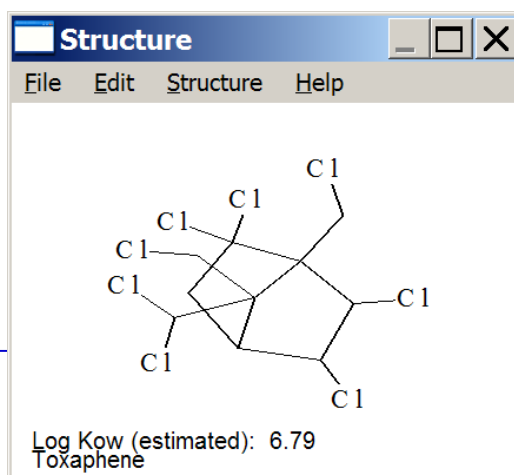 Structure
File Edit Structure Help
Cl
Cl
Cl
Cl
Cl
Cl
Cl
Cl
Log Kow (estimated): 6.79
Toxaphene